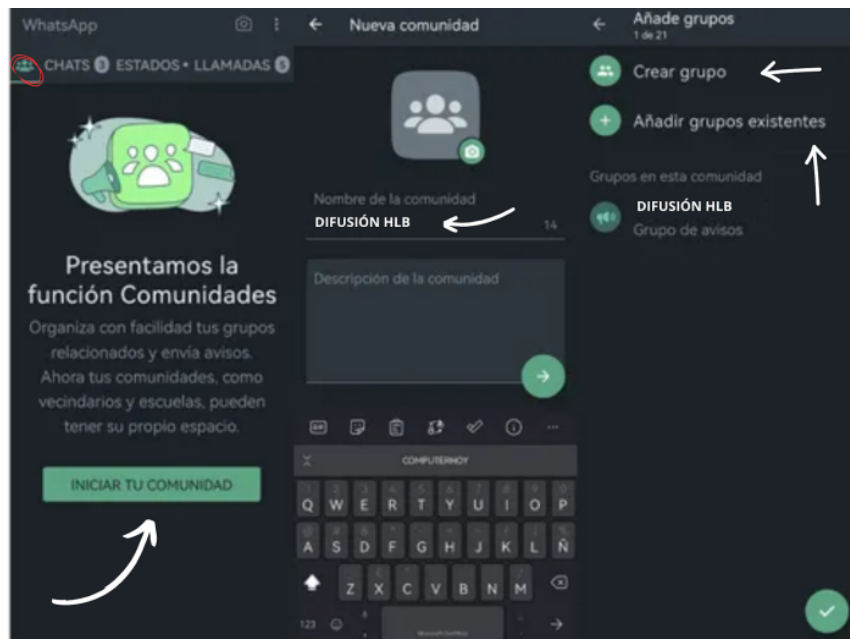 WhatsApp
CHATS 3 ESTADOS • LLAMADAS 5
Presentamos la
función Comunidades
Organiza con facilidad tus grupos
relacionados y envía avisos.
Ahora tus comunidades, como
vecindarios y escuelas, pueden
tener su propio espacio.
INICIAR TU COMUNIDAD
Nueva comunidad
Nombre de la comunidad
DIFUSIÓN HLB
14
Descripción de la comunidad
GIF
COMPUTERHOY
Q W E R T Y U I O P
A S D F G H J K L Ñ
Z X C V B N M
123
Añade grupos
1 de 21
Crear grupo
Añadir grupos existentes
Grupos en esta comunidad
DIFUSIÓN HLB
Grupo de avisos